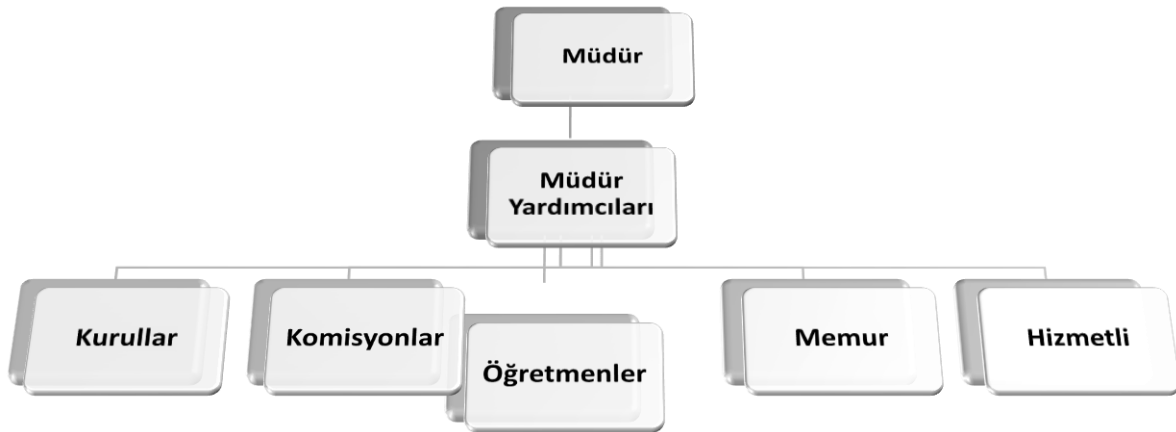 Müdür
Müdür
Yardımcıları
Kurullar
Komisyonlar
Öğretmenler
Memur
Hizmetli